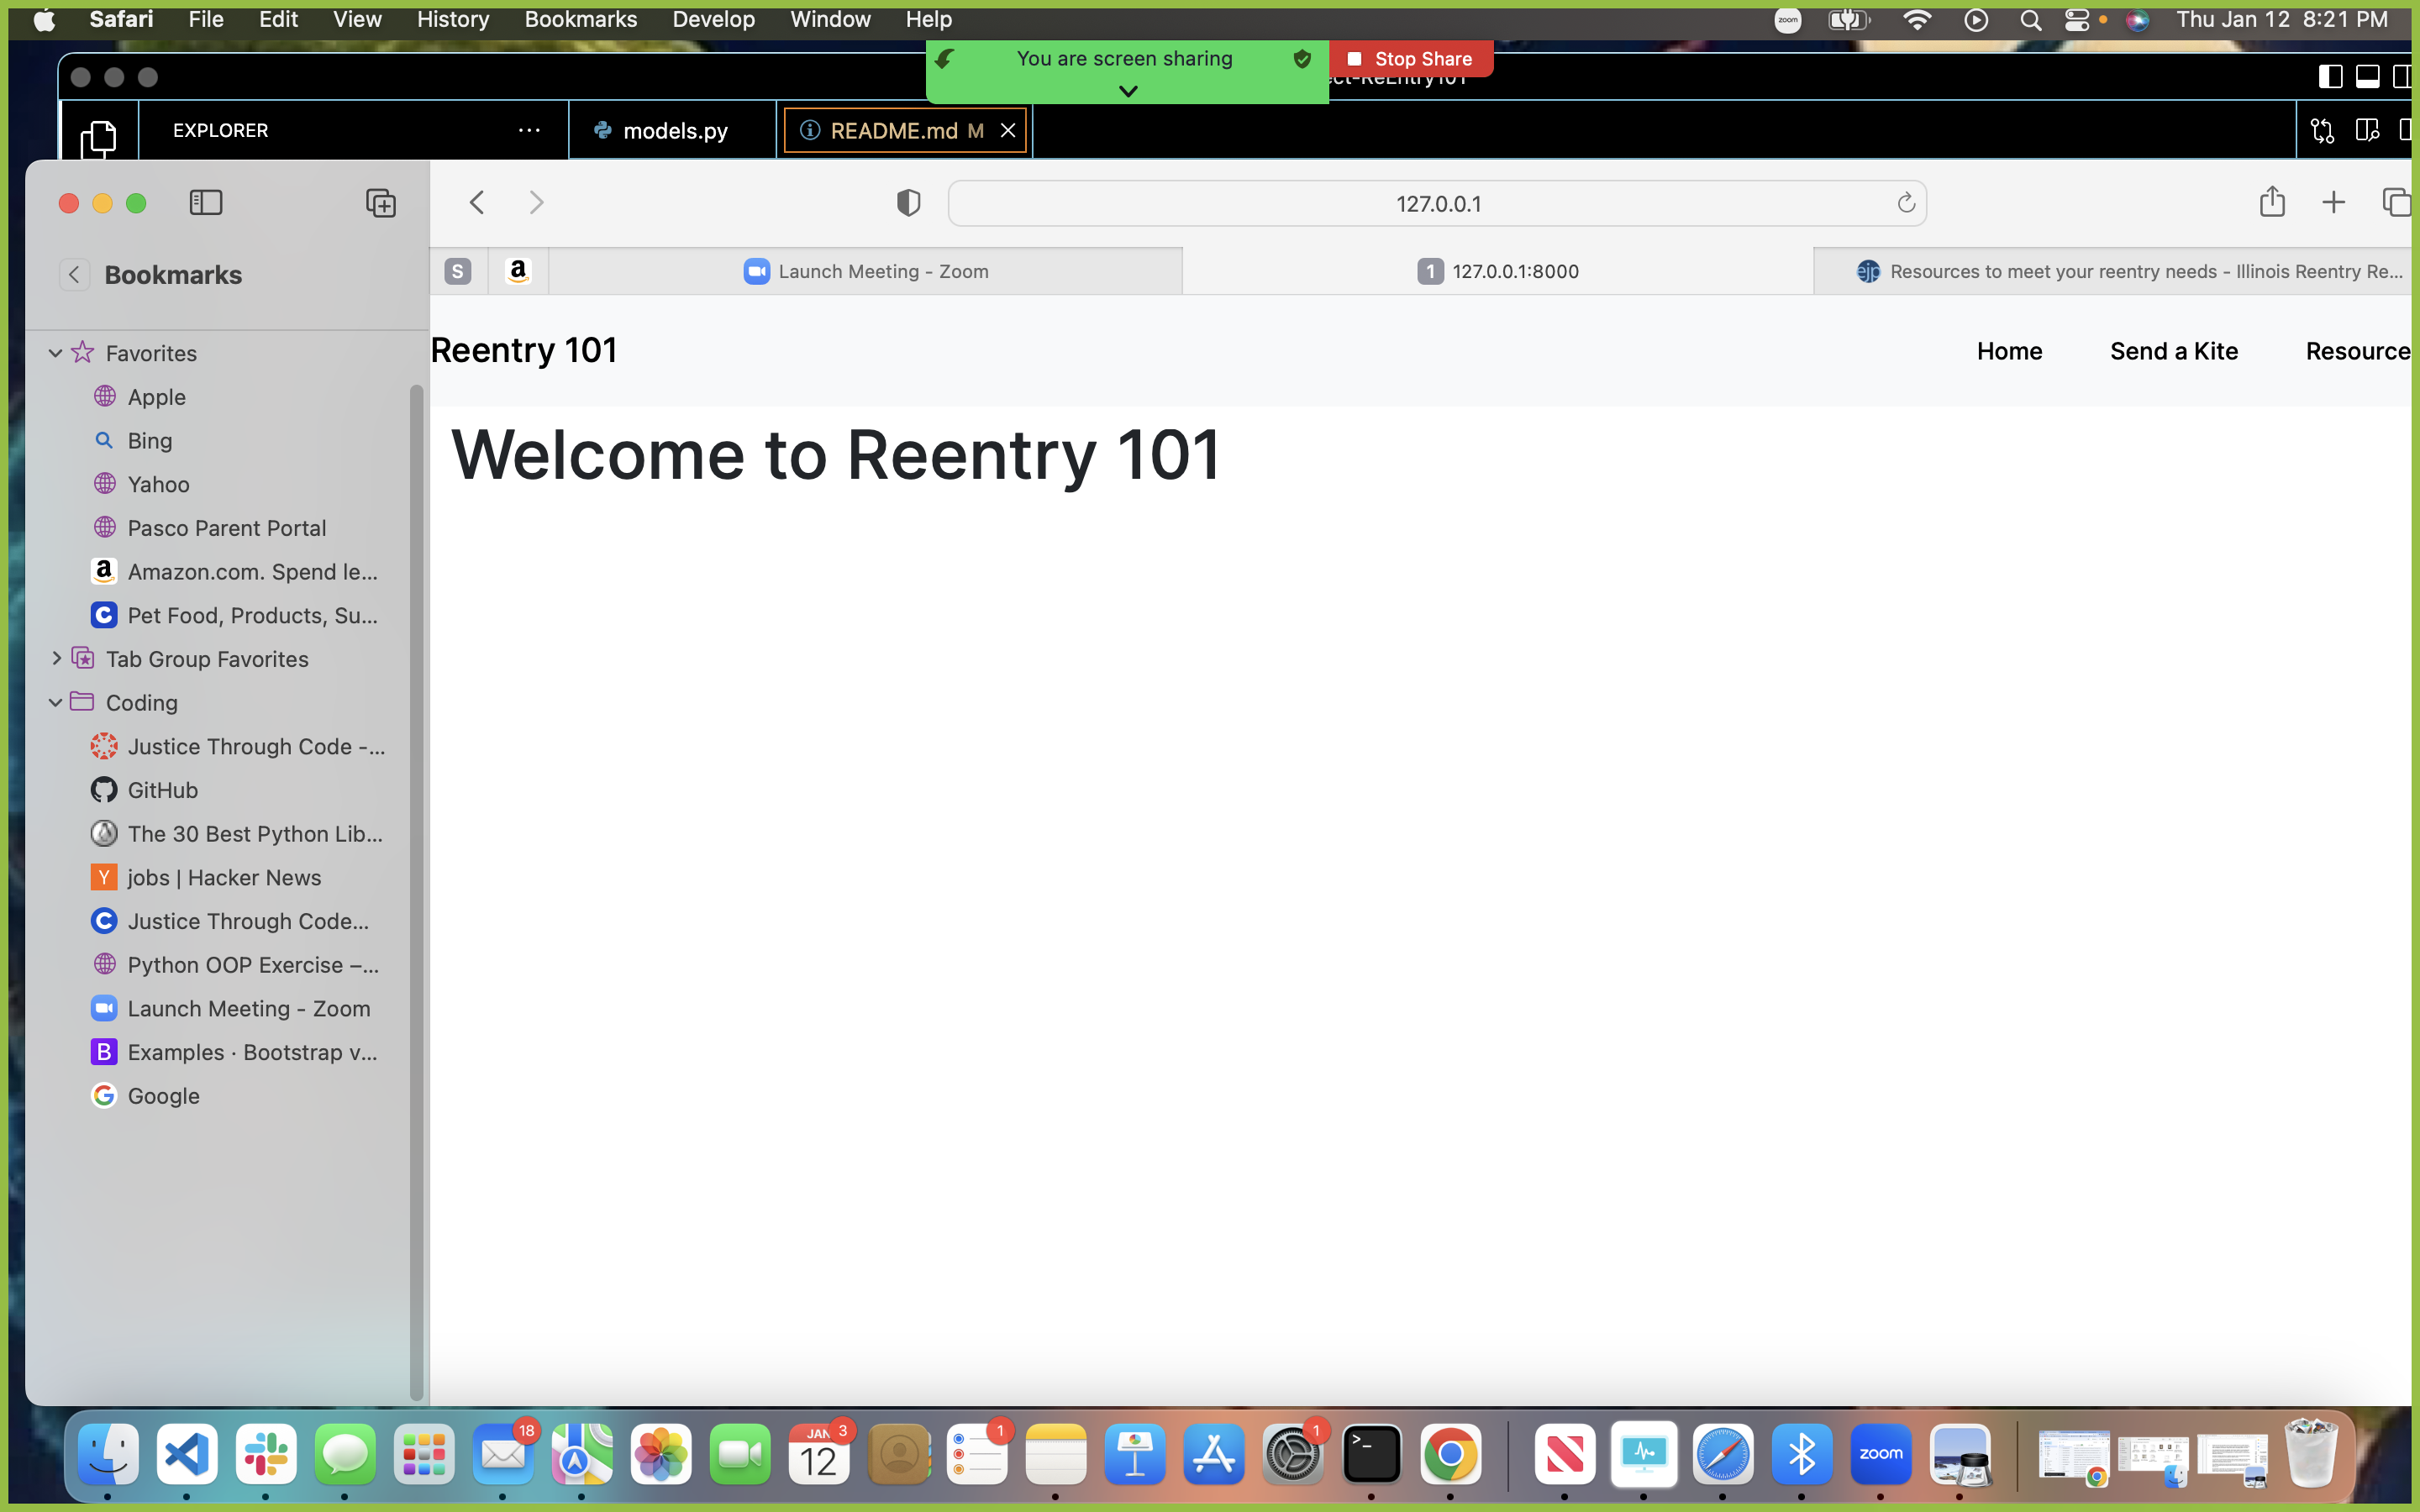 Safari File Edit View History Bookmarks Develop Window Help
zoom
Thu Jan 12 8:21 PM
You are screen sharing
Stop Share
ect-ReEntry101
EXPLORER
models.py
README.md M
127.0.0.1
S
a
Launch Meeting - Zoom
1 127.0.0.1:8000
ejp Resources to meet your reentry needs - Illinois Reentry Re...
Bookmarks
Favorites
Apple
Bing
Yahoo
Pasco Parent Portal
a Amazon.com. Spend le...
C Pet Food, Products, Su...
Tab Group Favorites
Coding
Justice Through Code -...
GitHub
The 30 Best Python Lib...
Y jobs | Hacker News
C Justice Through Code...
Python OOP Exercise –...
Launch Meeting - Zoom
B Examples · Bootstrap v...
G Google
Reentry 101
Home Send a Kite Resource
Welcome to Reentry 101
18
JAN 3
12
1
1
>_
zoom